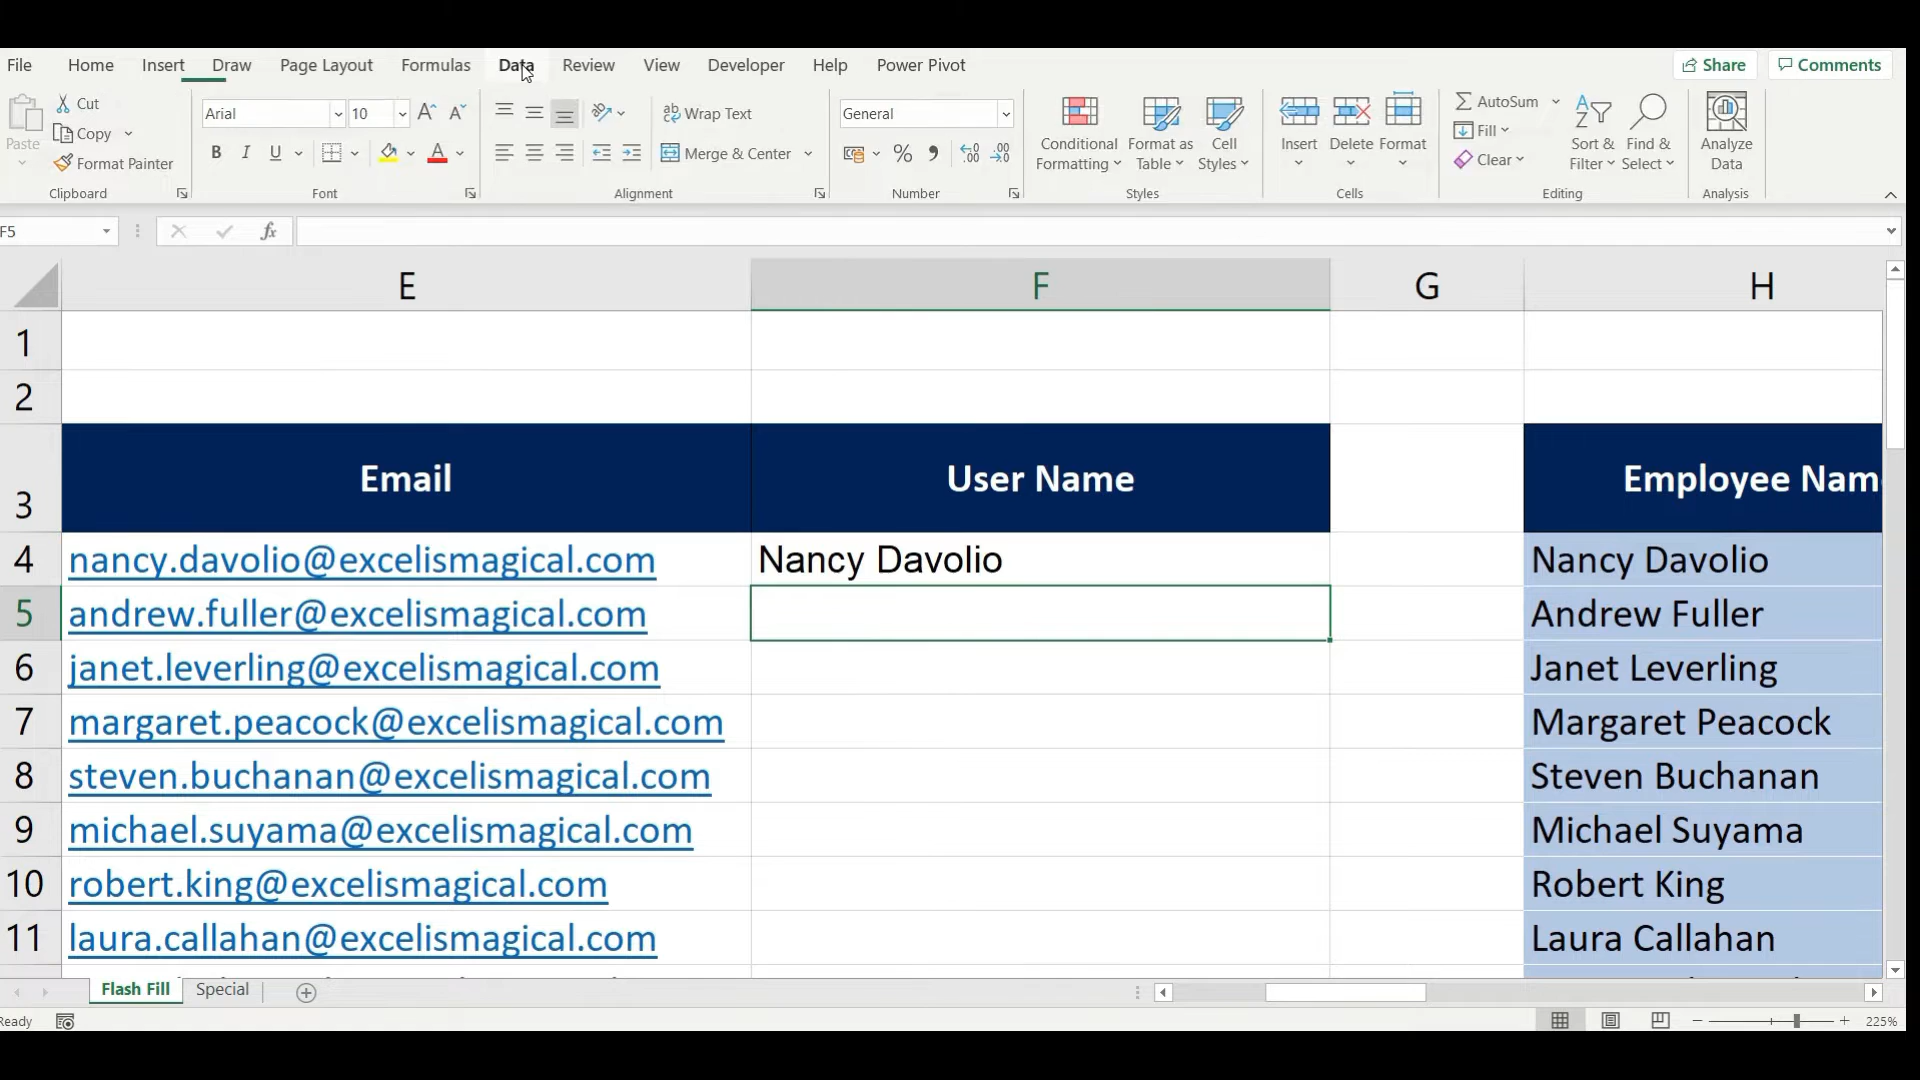 File Home Insert Draw Page Layout Formulas Data Review View Developer Help Power Pivot Share Comments
Paste Cut Copy Format Painter Clipboard
Arial 10 B I U A Font
Wrap Text Merge & Center Alignment
General % Number
Conditional Formatting Format as Table Cell Styles Styles
Insert Delete Format Cells
AutoSum Fill Clear Sort & Filter Find & Select Editing
Analyze Data Analysis
F5 fx
E F G H
1
2
3 Email User Name Employee Nam
4 nancy.davolio@excelismagical.com Nancy Davolio Nancy Davolio
5 andrew.fuller@excelismagical.com Andrew Fuller
6 janet.leverling@excelismagical.com Janet Leverling
7 margaret.peacock@excelismagical.com Margaret Peacock
8 steven.buchanan@excelismagical.com Steven Buchanan
9 michael.suyama@excelismagical.com Michael Suyama
10 robert.king@excelismagical.com Robert King
11 laura.callahan@excelismagical.com Laura Callahan
Flash Fill Special
Ready 225%